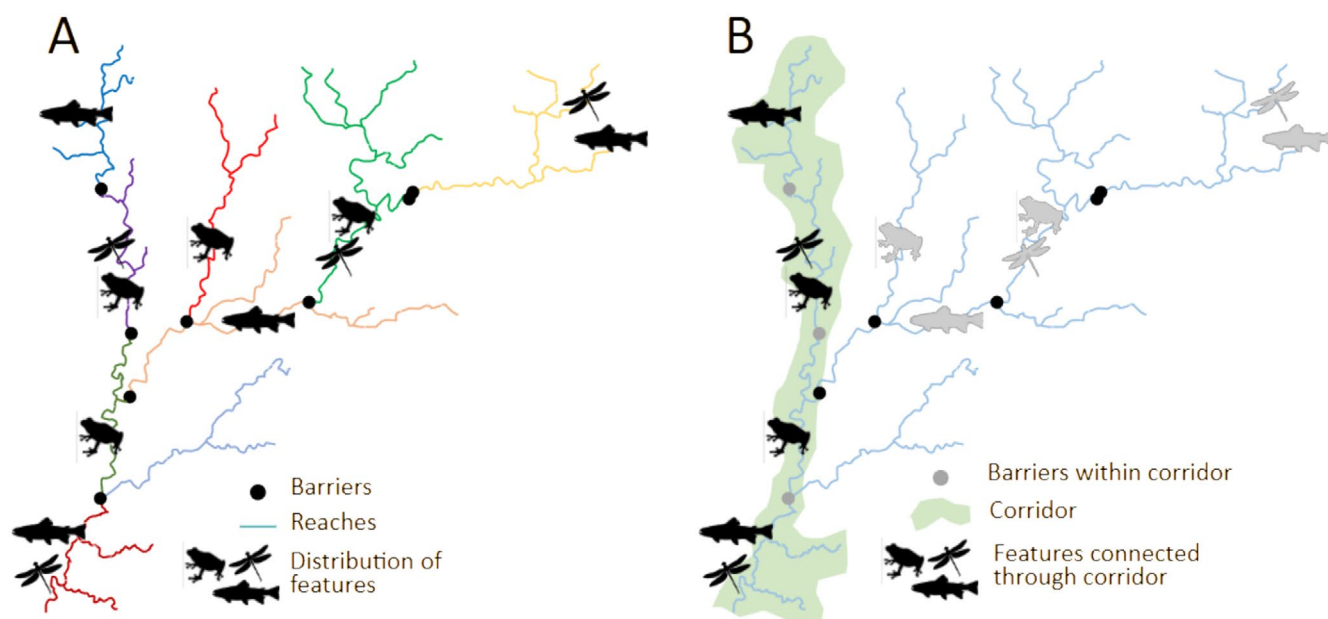 A
Barriers
Reaches
Distribution of
features
B
Barriers within corridor
Corridor
Features connected
through corridor